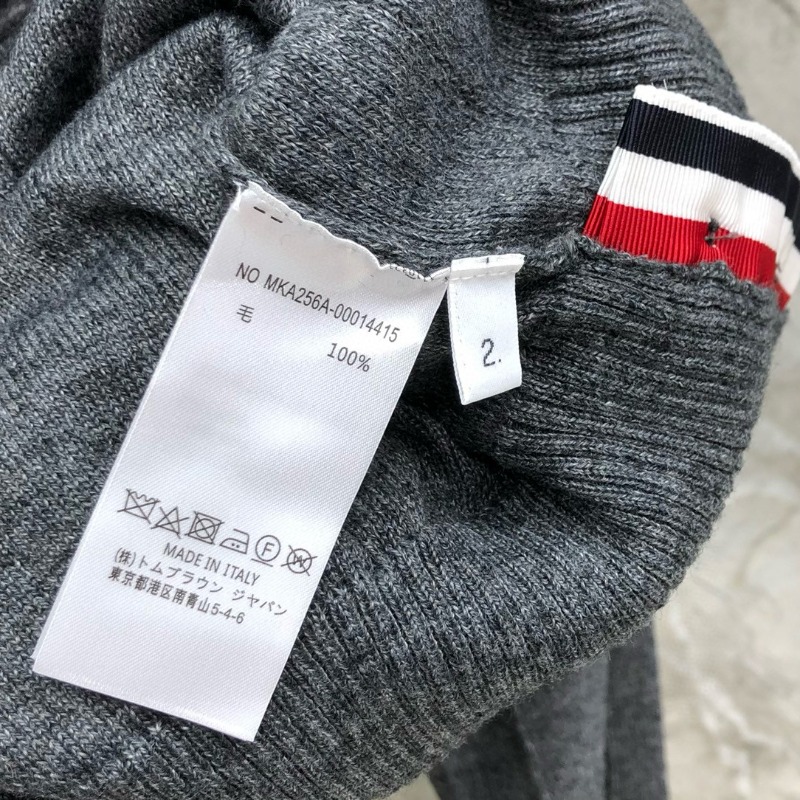 NO MKA256A-00014415
毛
100%
2.
F W
MADE IN ITALY
(株)トムブラウン ジャパン
東京都港区南青山5-4-6